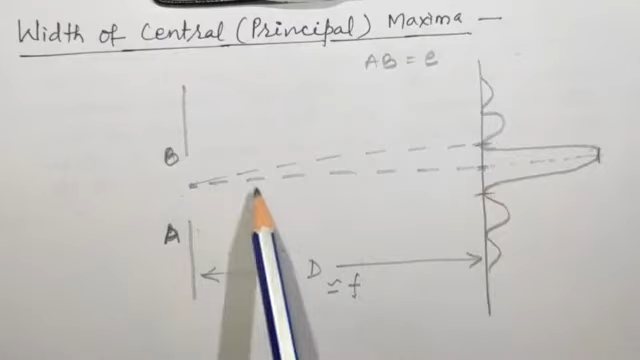 Width of Central (Principal) Maxima —
AB = e
B
A
D
≃ f